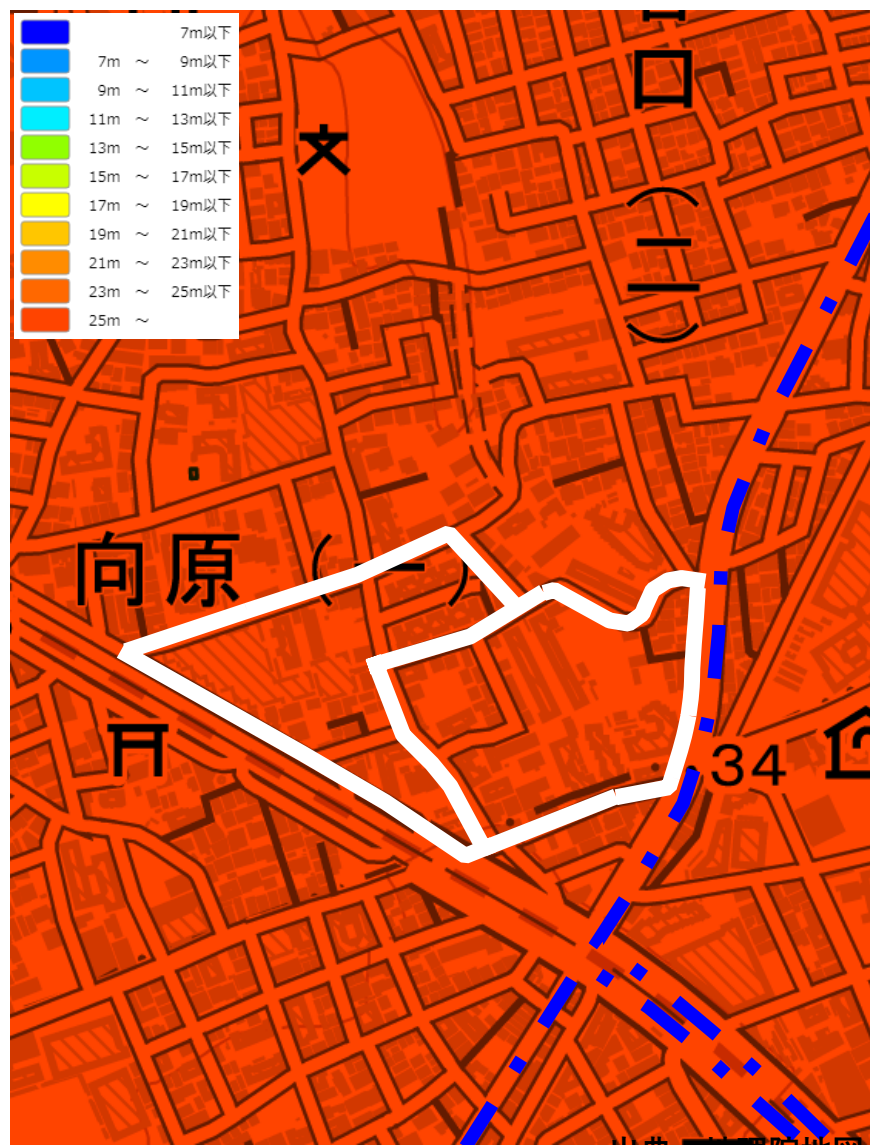 7m以下
7m ～ 9m以下
9m ～ 11m以下
11m ～ 13m以下
13m ～ 15m以下
15m ～ 17m以下
17m ～ 19m以下
19m ～ 21m以下
21m ～ 23m以下
23m ～ 25m以下
25m ～
口(二)
向原(一)
34